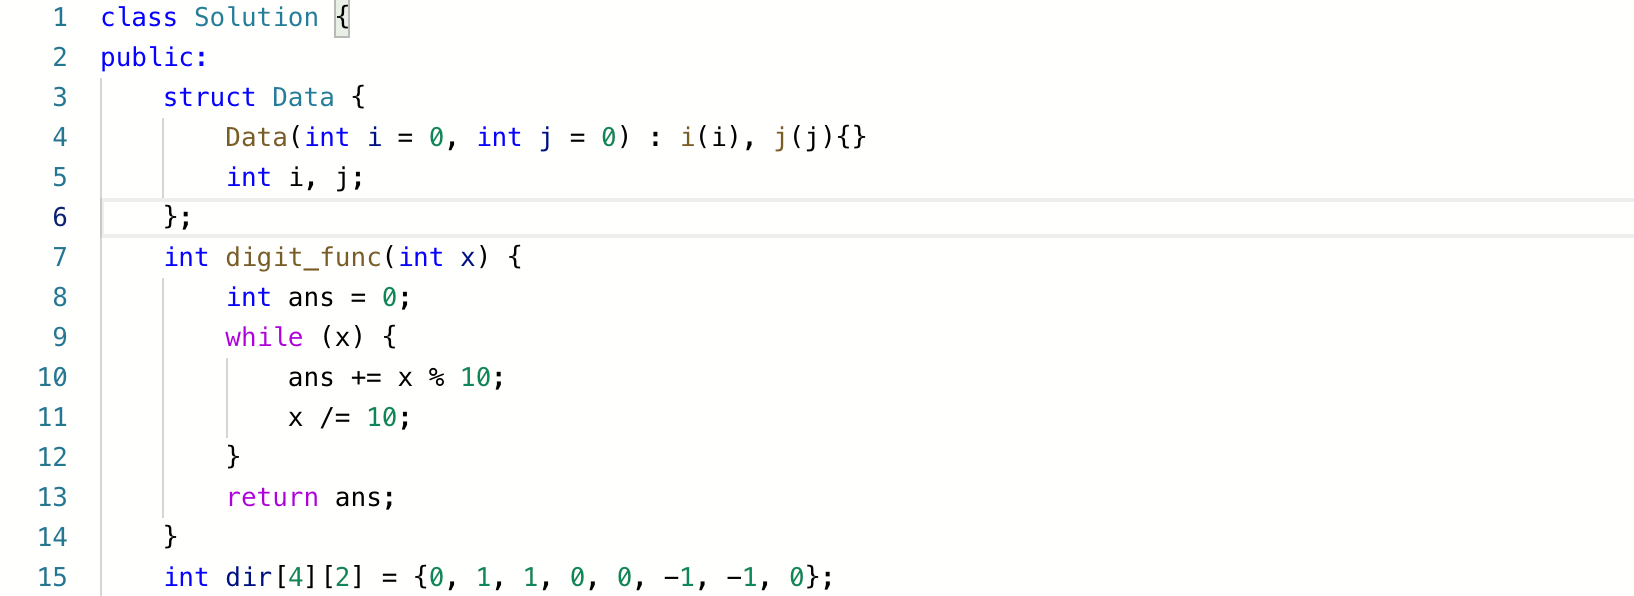 1 class Solution {
2 public:
3     struct Data {
4         Data(int i = 0, int j = 0) : i(i), j(j){}
5         int i, j;
6     };
7     int digit_func(int x) {
8         int ans = 0;
9         while (x) {
10             ans += x % 10;
11             x /= 10;
12         }
13         return ans;
14     }
15     int dir[4][2] = {0, 1, 1, 0, 0, -1, -1, 0};